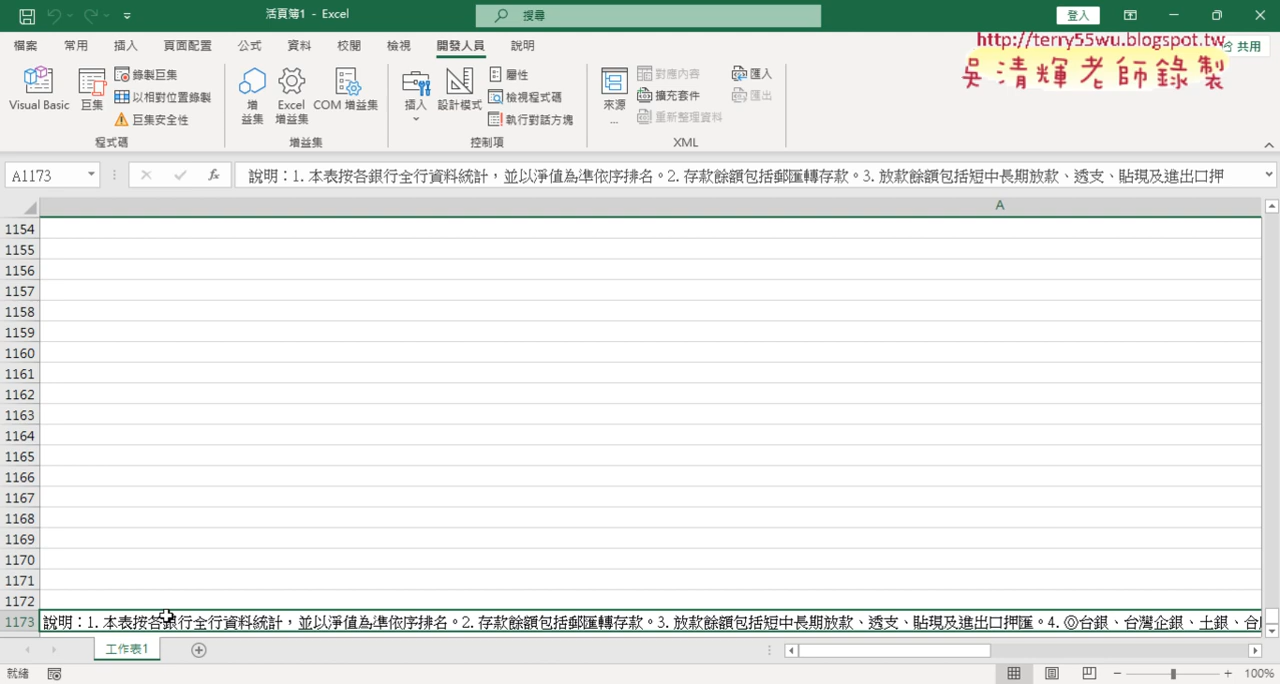 活頁簿1 - Excel
搜尋
登入
檔案 常用 插入 頁面配置 公式 資料 校閱 檢視 開發人員 說明
共用
http://terry55wu.blogspot.tw
吳清輝老師錄製
Visual Basic
巨集
錄製巨集
以相對位置錄製
巨集安全性
程式碼
增益集
Excel 增益集
COM 增益集
增益集
插入
設計模式
屬性
檢視程式碼
執行對話方塊
控制項
來源
...
對應內容
擴充套件
重新整理資料
匯入
匯出
XML
A1173
fx
說明：1. 本表按各銀行全行資料統計，並以淨值為準依序排名。2. 存款餘額包括郵匯轉存款。3. 放款餘額包括短中長期放款、透支、貼現及進出口押
A
1154
1155
1156
1157
1158
1159
1160
1161
1162
1163
1164
1165
1166
1167
1168
1169
1170
1171
1172
1173 說明：1. 本表按各銀行全行資料統計，並以淨值為準依序排名。2. 存款餘額包括郵匯轉存款。3. 放款餘額包括短中長期放款、透支、貼現及進出口押匯。4. ◎台銀、台灣企銀、土銀、台
工作表1
就緒
100%